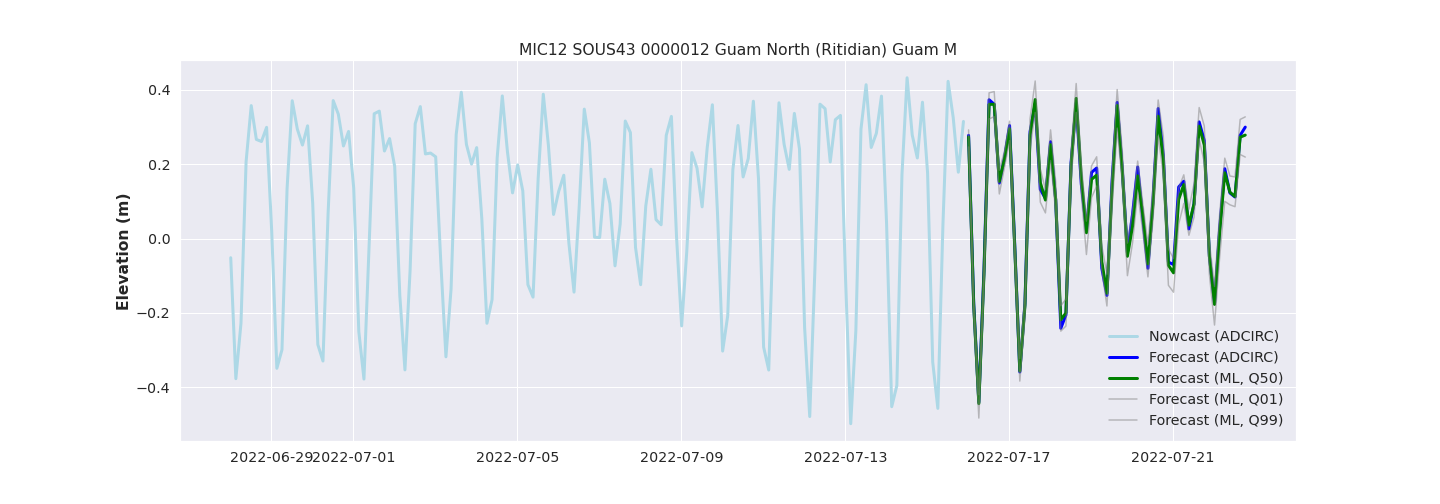 MIC12 SOUS43 0000012 Guam North (Ritidian) Guam M
Elevation (m)
0.4
0.2
0.0
−0.2
−0.4
Nowcast (ADCIRC)
Forecast (ADCIRC)
Forecast (ML, Q50)
Forecast (ML, Q01)
Forecast (ML, Q99)
2022-06-29 2022-07-01 2022-07-05 2022-07-09 2022-07-13 2022-07-17 2022-07-21